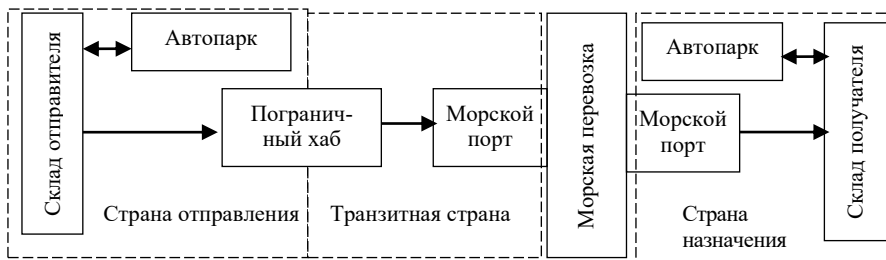 Склад отправителя
Автопарк
Погранич-
ный хаб
Морской
порт
Страна отправления
Транзитная страна
Морская перевозка
Автопарк
Морской
порт
Страна
назначения
Склад получателя